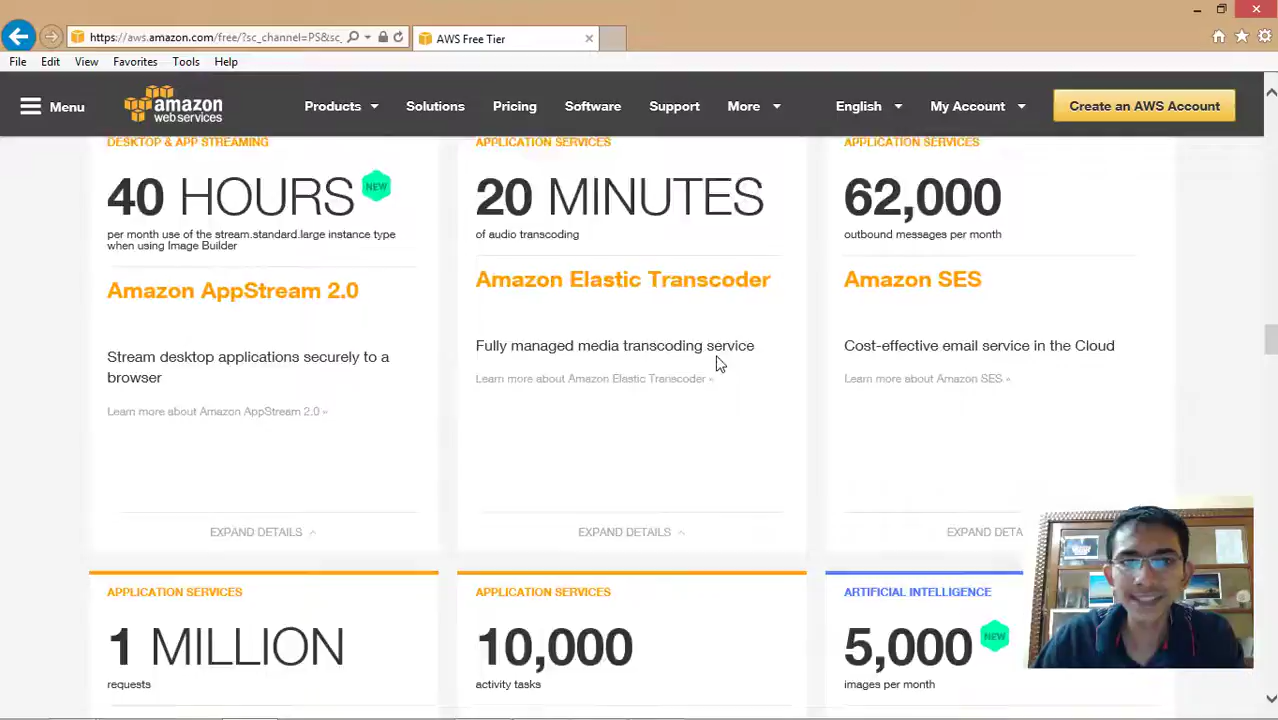 https://aws.amazon.com/free/?sc_channel=PS&sc_
AWS Free Tier
File Edit View Favorites Tools Help
Menu
amazon
web services
Products Solutions Pricing Software Support More English My Account Create an AWS Account
DESKTOP & APP STREAMING
40 HOURS NEW
per month use of the stream.standard.large instance type
when using Image Builder
Amazon AppStream 2.0
Stream desktop applications securely to a
browser
Learn more about Amazon AppStream 2.0 »
EXPAND DETAILS
APPLICATION SERVICES
20 MINUTES
of audio transcoding
Amazon Elastic Transcoder
Fully managed media transcoding service
Learn more about Amazon Elastic Transcoder »
EXPAND DETAILS
APPLICATION SERVICES
62,000
outbound messages per month
Amazon SES
Cost-effective email service in the Cloud
Learn more about Amazon SES »
EXPAND DETA
APPLICATION SERVICES
1 MILLION
requests
APPLICATION SERVICES
10,000
activity tasks
ARTIFICIAL INTELLIGENCE
5,000 NEW
images per month